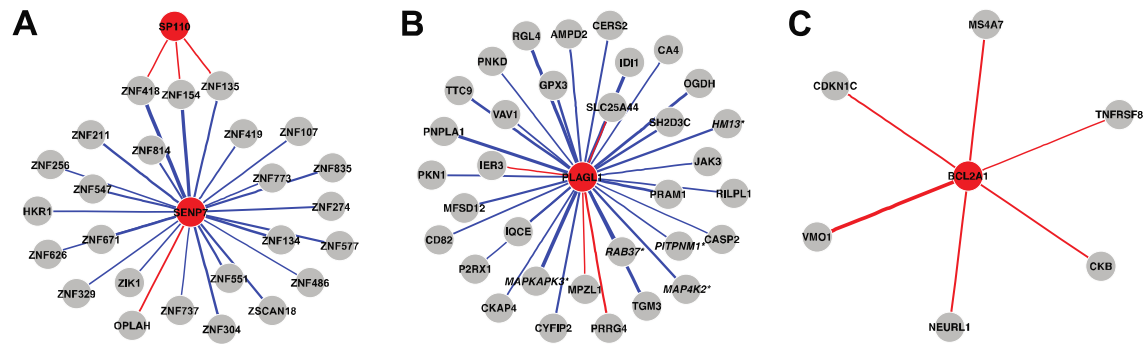 A
SP110
ZNF418
ZNF154
ZNF135
ZNF211
ZNF814
ZNF419
ZNF107
ZNF256
ZNF547
ZNF773
ZNF835
HKR1
SENP7
ZNF274
ZNF626
ZNF671
ZNF134
ZNF577
ZNF329
ZIK1
ZNF551
ZNF486
OPLAH
ZNF737
ZNF304
ZSCAN18
B
RGL4
AMPD2
CERS2
PNKD
IDI1
CA4
TTC9
GPX3
OGDH
VAV1
SLC25A44
SH2D3C
HM13*
PNPLA1
IER3
JAK3
PKN1
PLAGL1
PRAM1
RILPL1
MFSD12
CD82
IQCE
RAB37*
PITPNM1*
CASP2
P2RX1
MAPKAPK3*
MPZL1
MAP4K2*
CKAP4
TGM3
CYFIP2
PRRG4
C
MS4A7
CDKN1C
TNFRSF8
BCL2A1
VMO1
CKB
NEURL1